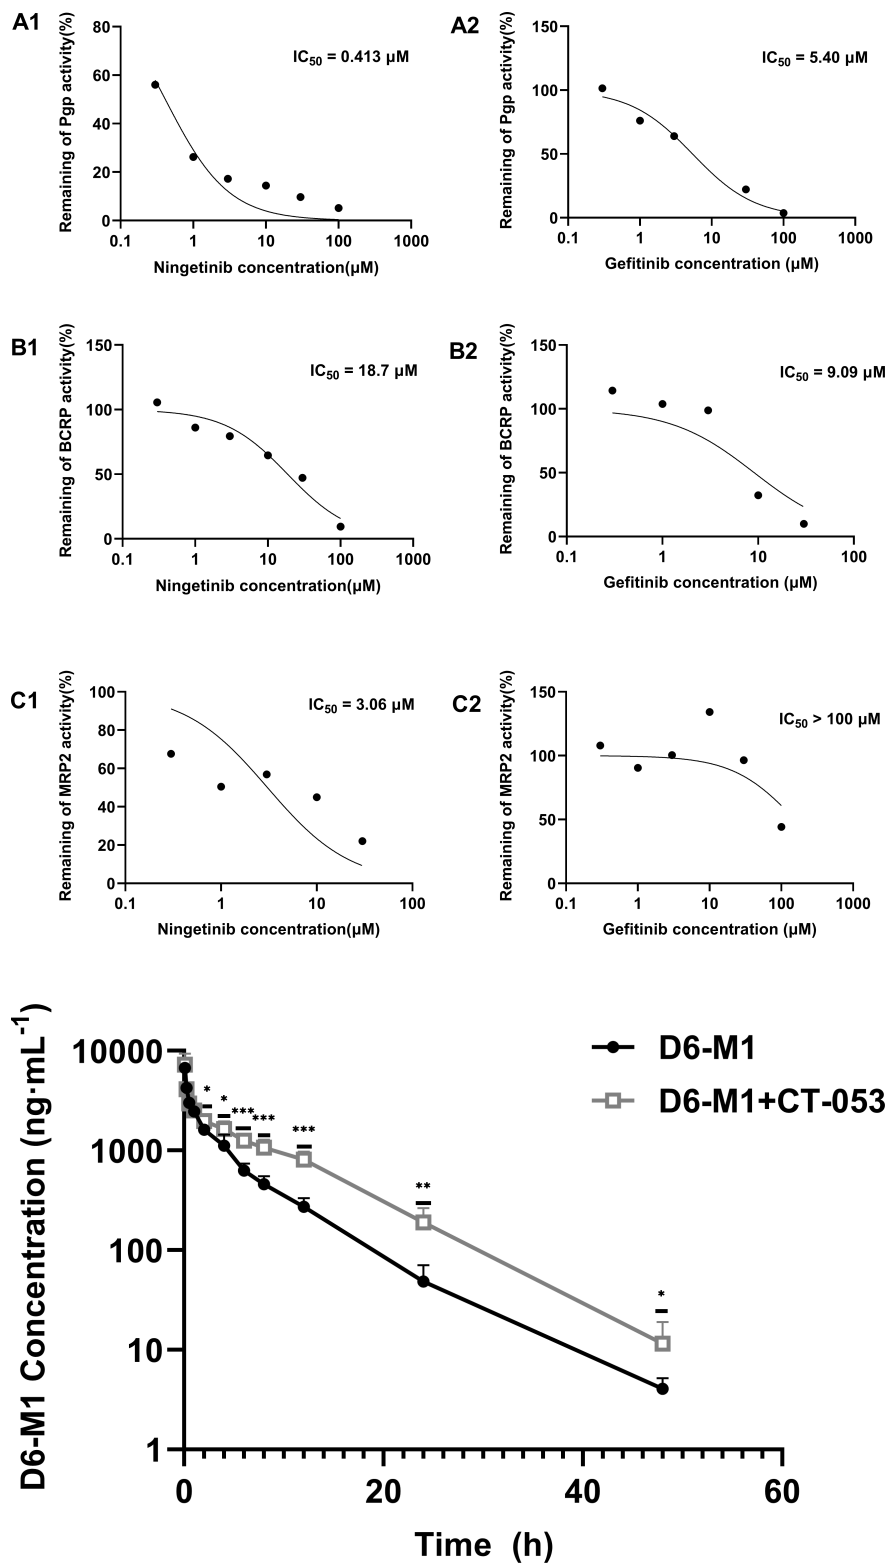 A1
Remaining of Pgp activity(%)
80
60
40
20
0
IC50 = 0.413 µM
0.1 1 10 100 1000
Ningetinib concentration(µM)
A2
Remaining of Pgp activity(%)
150
100
50
0
IC50 = 5.40 µM
0.1 1 10 100 1000
Gefitinib concentration (µM)
B1
Remaining of BCRP activity(%)
150
100
50
0
IC50 = 18.7 µM
0.1 1 10 100 1000
Ningetinib concentration(µM)
B2
Remaining of BCRP activity(%)
150
100
50
0
IC50 = 9.09 µM
0.1 1 10 100
Gefitinib concentration (µM)
C1
Remaining of MRP2 activity(%)
100
80
60
40
20
0
IC50 = 3.06 µM
0.1 1 10 100
Ningetinib concentration(µM)
C2
Remaining of MRP2 activity(%)
150
100
50
0
IC50 > 100 µM
0.1 1 10 100 1000
Gefitinib concentration (µM)
D6-M1 Concentration (ng·mL-1)
10000
1000
100
10
1
* * *** *** *** ** *
D6-M1
D6-M1+CT-053
0 20 40 60
Time (h)